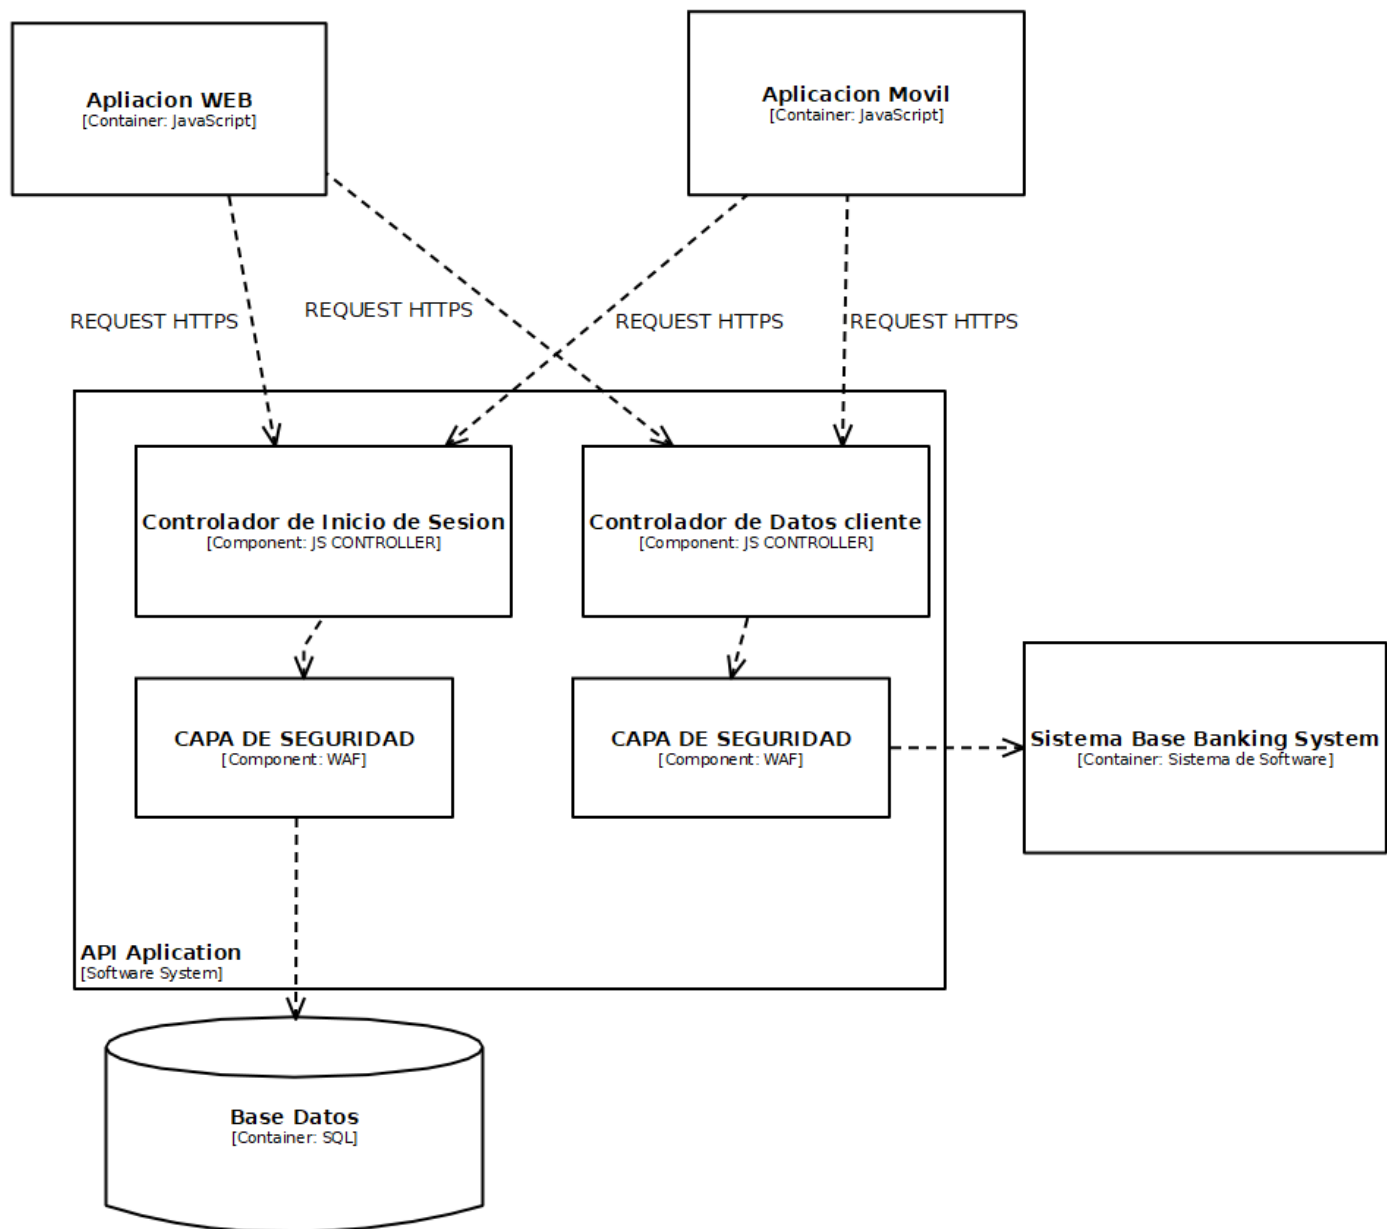 Apliacion WEB
[Container: JavaScript]
Aplicacion Movil
[Container: JavaScript]
REQUEST HTTPS
REQUEST HTTPS
REQUEST HTTPS
REQUEST HTTPS
Controlador de Inicio de Sesion
[Component: JS CONTROLLER]
Controlador de Datos cliente
[Component: JS CONTROLLER]
CAPA DE SEGURIDAD
[Component: WAF]
CAPA DE SEGURIDAD
[Component: WAF]
Sistema Base Banking System
[Container: Sistema de Software]
API Aplication
[Software System]
Base Datos
[Container: SQL]